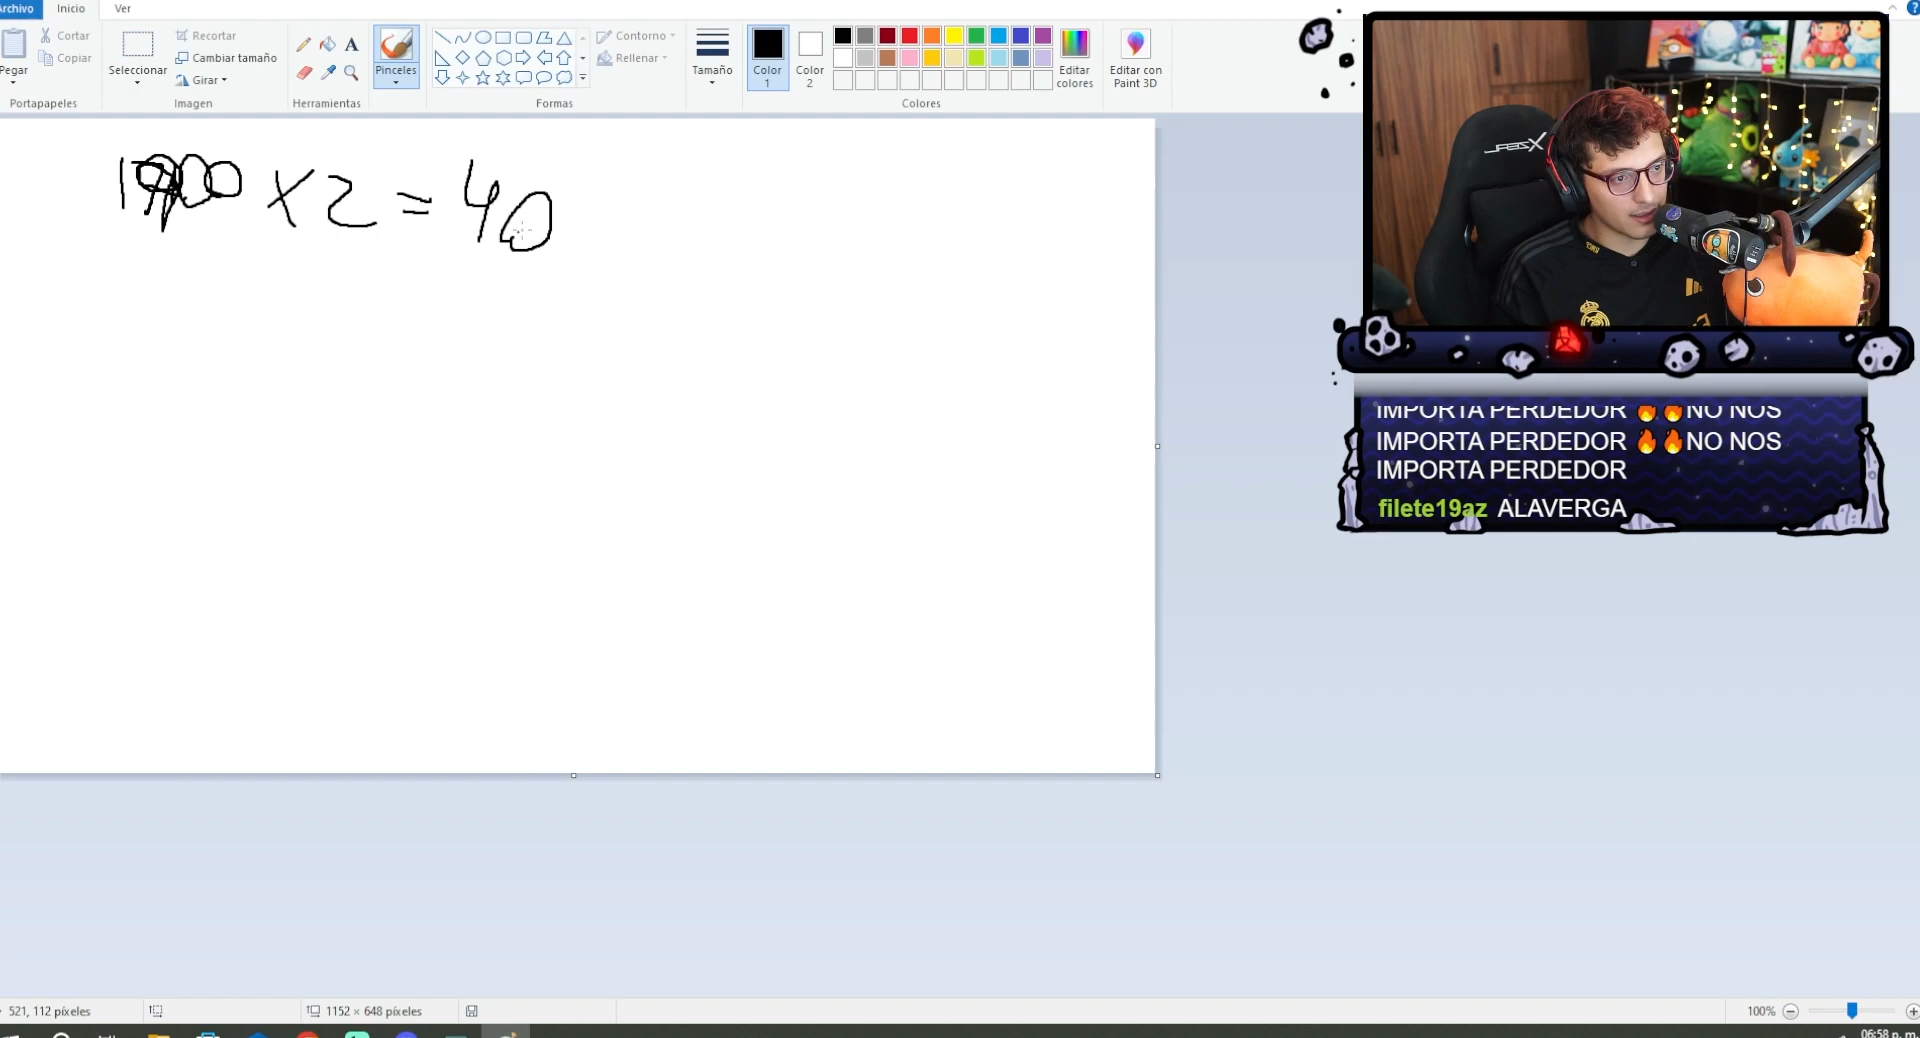 Archivo Inicio Ver
Pegar
Cortar
Copiar
Portapapeles
Seleccionar
Recortar
Cambiar tamaño
Girar
Imagen
A
Herramientas
Pinceles
Formas
Contorno
Rellenar
Tamaño
Color 1
Color 2
Colores
Editar colores
Editar con Paint 3D
x 2 = 40
IMPORTA PERDEDOR 🔥🔥NO NOS
IMPORTA PERDEDOR 🔥🔥NO NOS
IMPORTA PERDEDOR
filete19az ALAVERGA
521, 112 píxeles
1152 × 648 píxeles
100%
06:58 p. m.